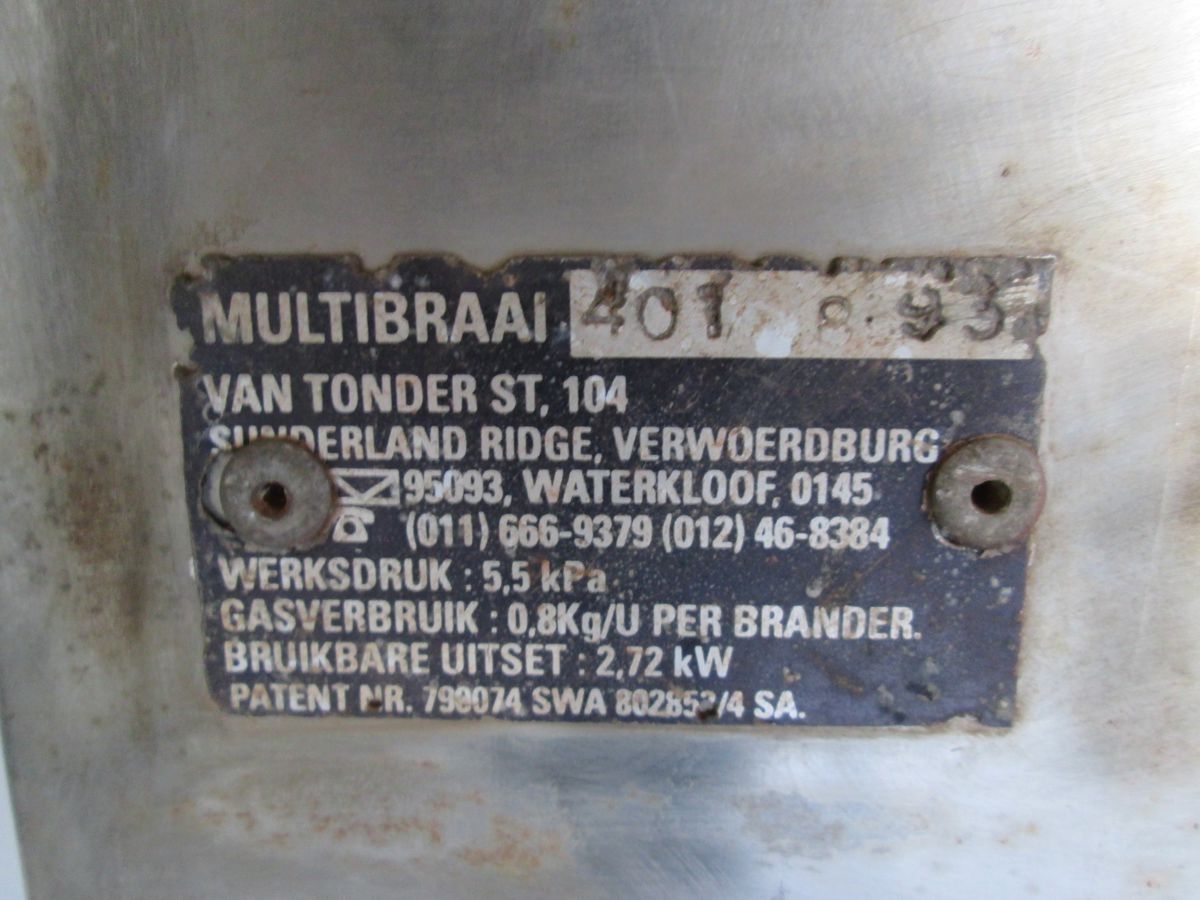 MULTIBRAAI 401 8 93
VAN TONDER ST, 104
SUNDERLAND RIDGE, VERWOERDBURG
95093, WATERKLOOF, 0145
(011) 666-9379 (012) 46-8384
WERKSDRUK : 5,5 kPa
GASVERBRUIK : 0,8Kg/U PER BRANDER.
BRUIKBARE UITSET : 2,72 kW
PATENT NR. SWA SA.